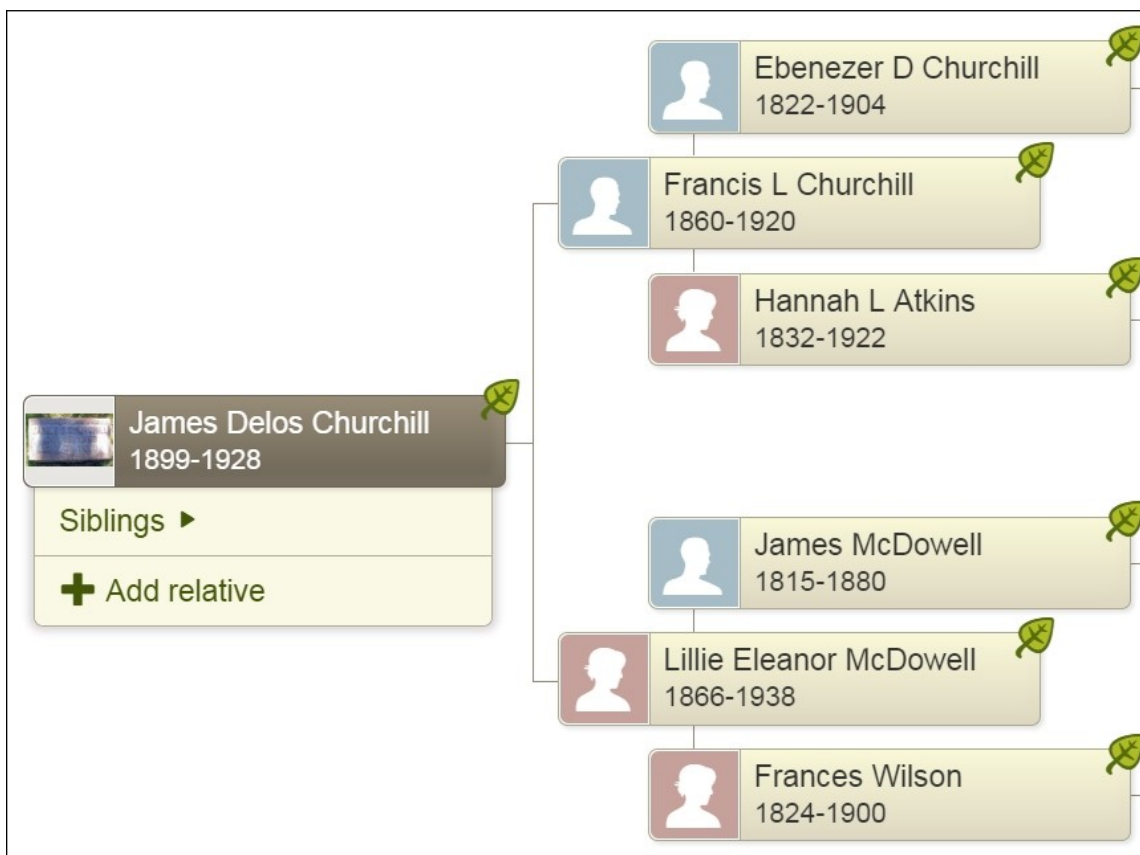 Ebenezer D Churchill
1822-1904
Francis L Churchill
1860-1920
Hannah L Atkins
1832-1922
James Delos Churchill
1899-1928
Siblings
Add relative
James McDowell
1815-1880
Lillie Eleanor McDowell
1866-1938
Frances Wilson
1824-1900